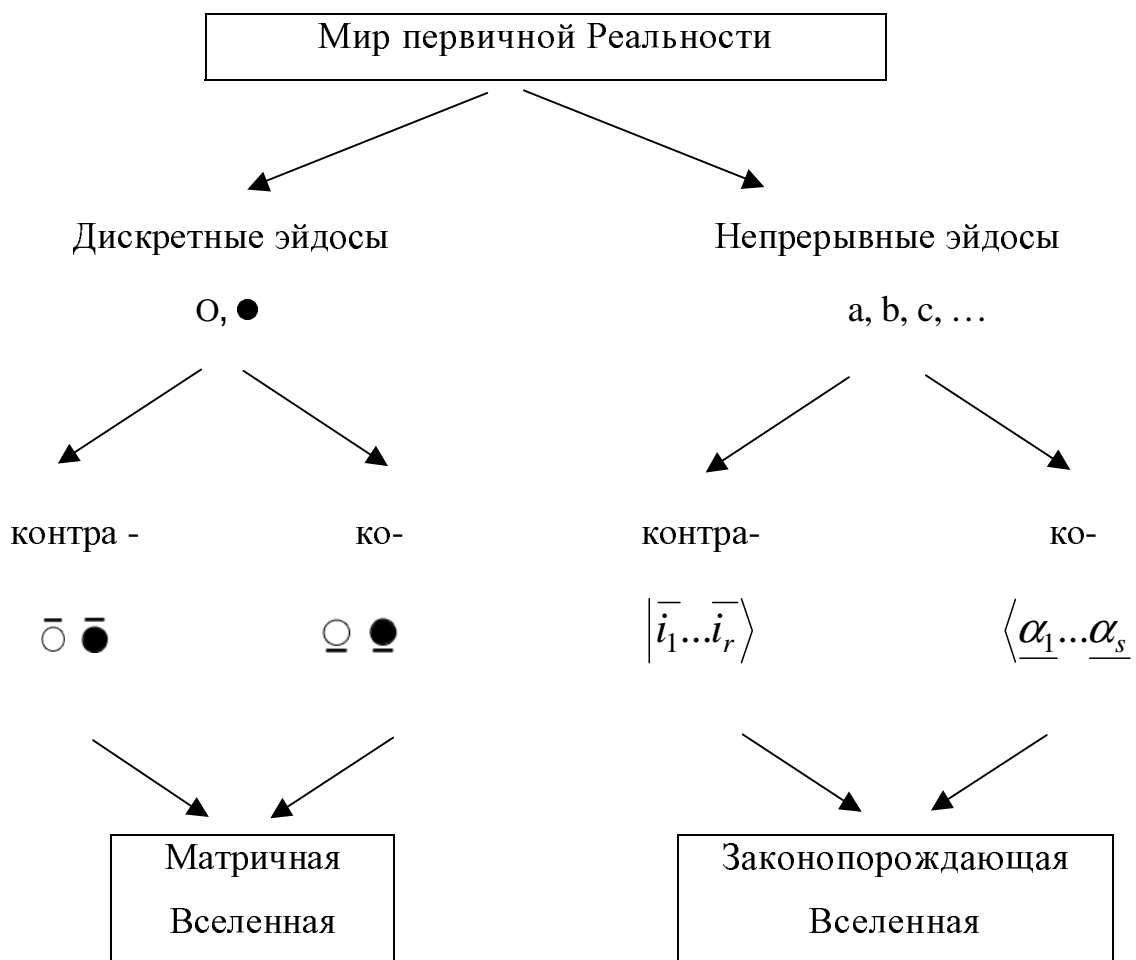 Мир первичной Реальности
Дискретные эйдосы
Непрерывные эйдосы
О, ●
a, b, c, …
контра -
ко-
контра-
ко-
○̅ ●̅
○̲ ●̲
|i̅₁...i̅ᵣ⟩
⟨α̲₁...α̲ₛ
Матричная
Вселенная
Законопорождающая
Вселенная